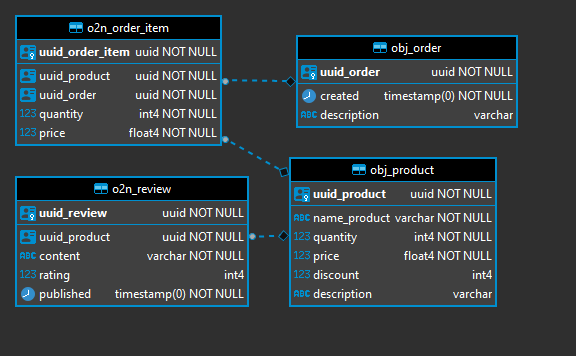 o2n_order_item
uuid_order_item uuid NOT NULL
uuid_product uuid NOT NULL
uuid_order uuid NOT NULL
123 quantity int4 NOT NULL
123 price float4 NOT NULL
obj_order
uuid_order uuid NOT NULL
created timestamp(0) NOT NULL
ABC description varchar
o2n_review
uuid_review uuid NOT NULL
uuid_product uuid NOT NULL
ABC content varchar NOT NULL
123 rating int4
published timestamp(0) NOT NULL
obj_product
uuid_product uuid NOT NULL
ABC name_product varchar NOT NULL
123 quantity int4 NOT NULL
123 price float4 NOT NULL
123 discount int4
ABC description varchar